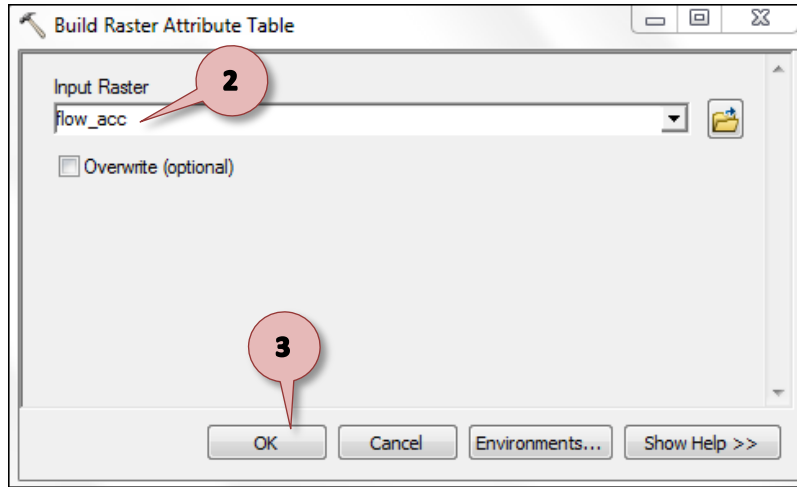 Build Raster Attribute Table
Input Raster
2
flow_acc
Overwrite (optional)
3
OK
Cancel
Environments...
Show Help >>